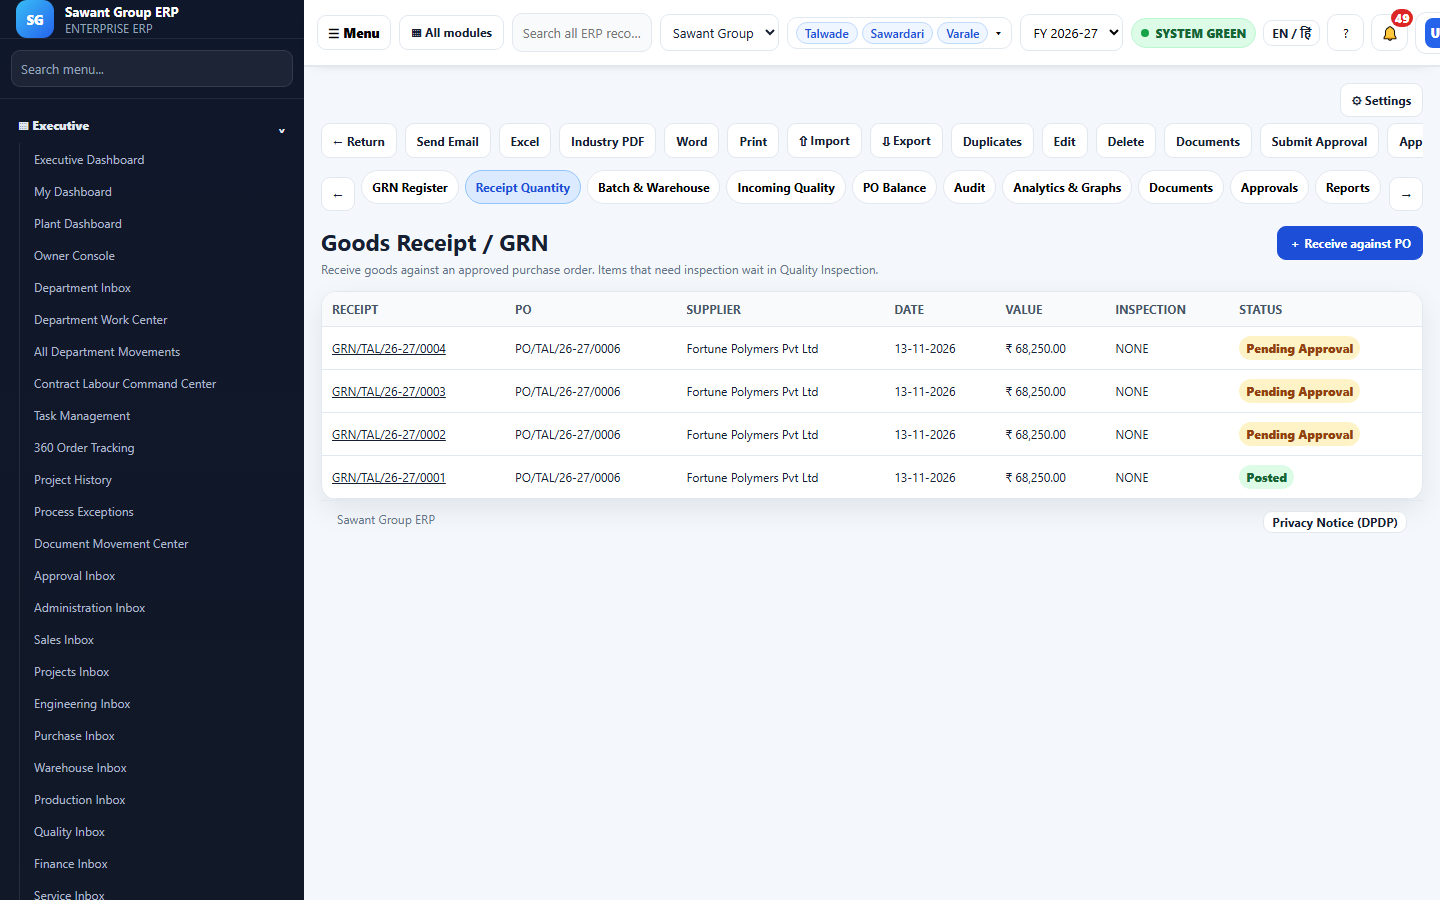 SG
Sawant Group ERP
ENTERPRISE ERP
Search menu...
Executive
Executive Dashboard
My Dashboard
Plant Dashboard
Owner Console
Department Inbox
Department Work Center
All Department Movements
Contract Labour Command Center
Task Management
360 Order Tracking
Project History
Process Exceptions
Document Movement Center
Approval Inbox
Administration Inbox
Sales Inbox
Projects Inbox
Engineering Inbox
Purchase Inbox
Warehouse Inbox
Production Inbox
Quality Inbox
Finance Inbox
Service Inbox
☰ Menu All modules Search all ERP reco... Sawant Group Talwade Sawardari Varale FY 2026-27 SYSTEM GREEN EN / हिं ? 49 U
⚙ Settings
← Return Send Email Excel Industry PDF Word Print ⇧ Import ⇩ Export Duplicates Edit Delete Documents Submit Approval App
← GRN Register Receipt Quantity Batch & Warehouse Incoming Quality PO Balance Audit Analytics & Graphs Documents Approvals Reports →
Goods Receipt / GRN
+ Receive against PO
Receive goods against an approved purchase order. Items that need inspection wait in Quality Inspection.
RECEIPT PO SUPPLIER DATE VALUE INSPECTION STATUS
GRN/TAL/26-27/0004 PO/TAL/26-27/0006 Fortune Polymers Pvt Ltd 13-11-2026 ₹ 68,250.00 NONE Pending Approval
GRN/TAL/26-27/0003 PO/TAL/26-27/0006 Fortune Polymers Pvt Ltd 13-11-2026 ₹ 68,250.00 NONE Pending Approval
GRN/TAL/26-27/0002 PO/TAL/26-27/0006 Fortune Polymers Pvt Ltd 13-11-2026 ₹ 68,250.00 NONE Pending Approval
GRN/TAL/26-27/0001 PO/TAL/26-27/0006 Fortune Polymers Pvt Ltd 13-11-2026 ₹ 68,250.00 NONE Posted
Sawant Group ERP
Privacy Notice (DPDP)